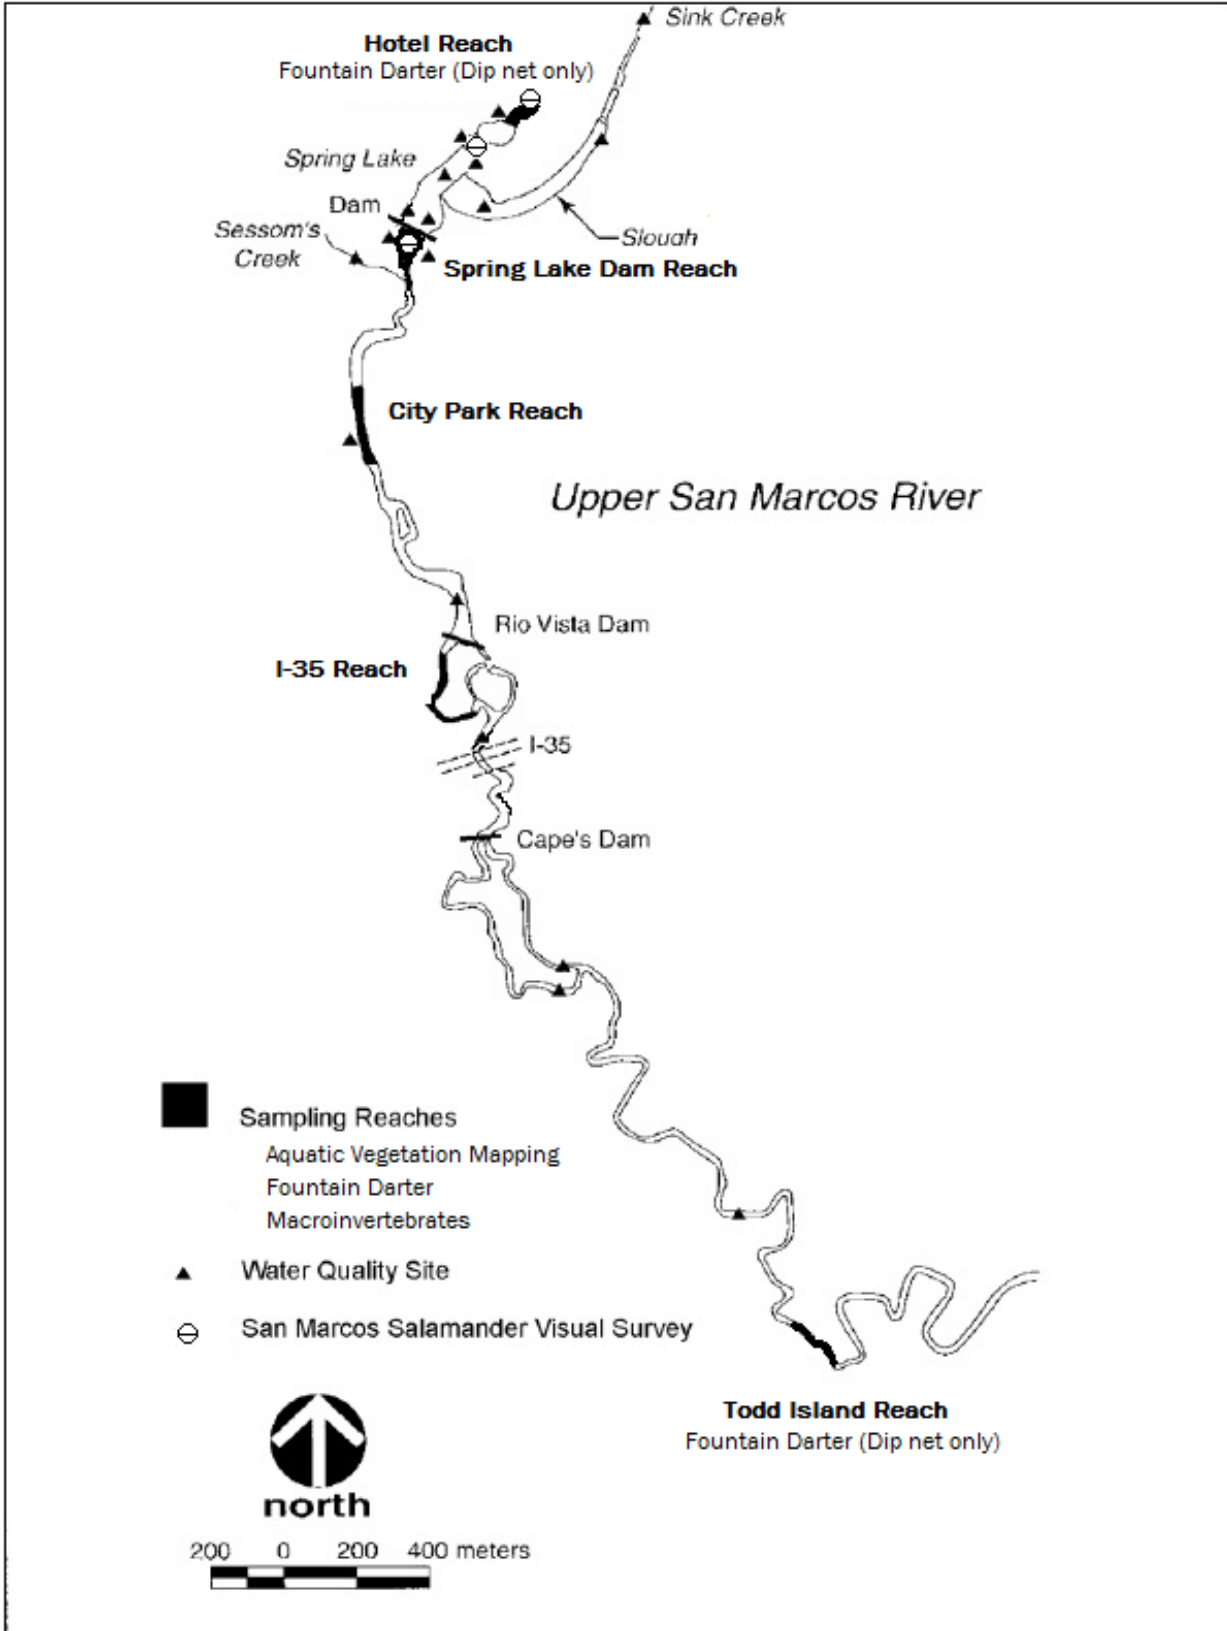 Sink Creek
Hotel Reach
Fountain Darter (Dip net only)
Spring Lake
Dam
Sessom's
Creek
Slough
Spring Lake Dam Reach
City Park Reach
Upper San Marcos River
Rio Vista Dam
I-35 Reach
I-35
Cape's Dam
Sampling Reaches
Aquatic Vegetation Mapping
Fountain Darter
Macroinvertebrates
Water Quality Site
San Marcos Salamander Visual Survey
Todd Island Reach
Fountain Darter (Dip net only)
north
200 0 200 400 meters